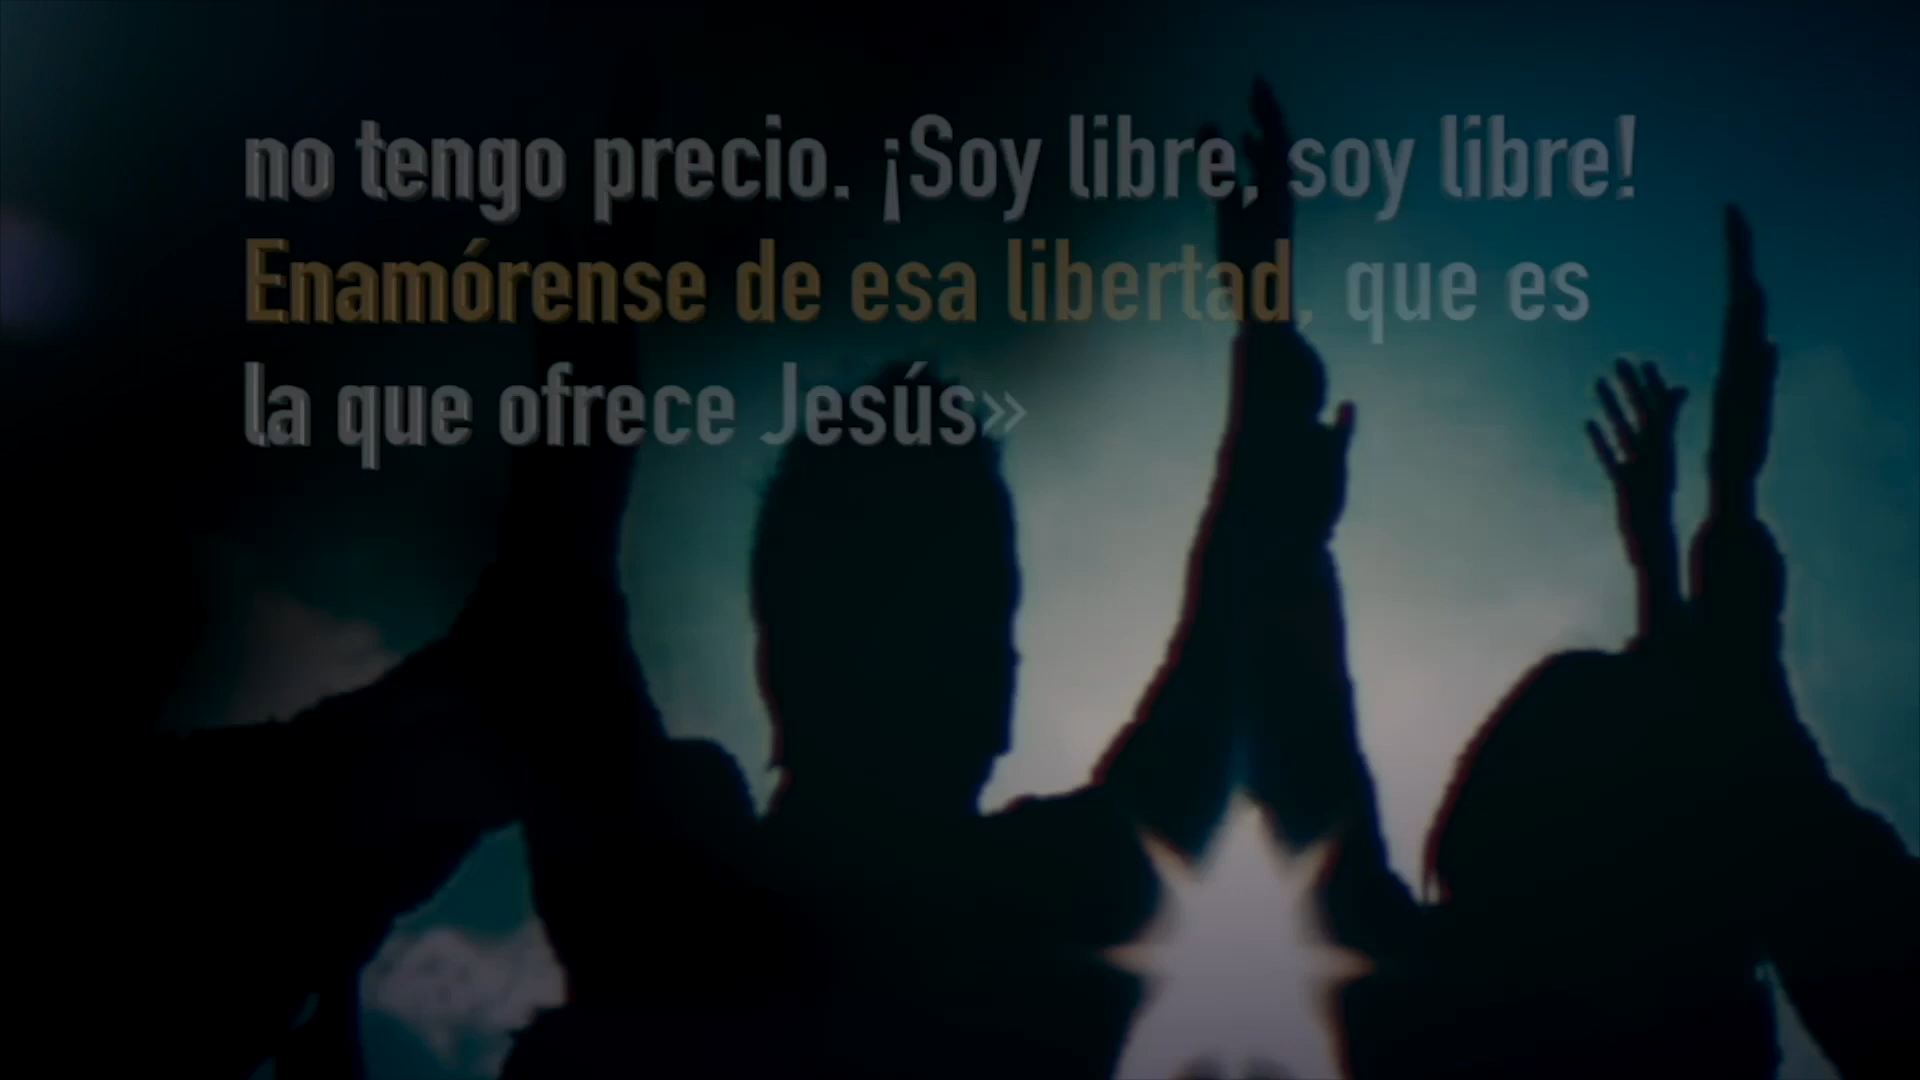 no tengo precio. ¡Soy libre, soy libre!
Enamórense de esa libertad, que es
la que ofrece Jesús»